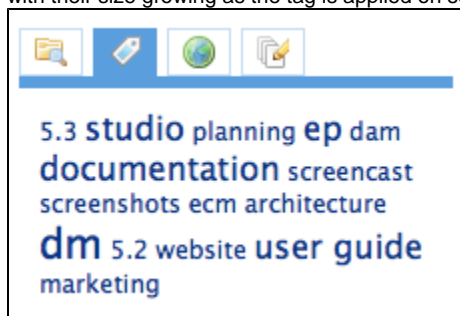 with their size growing as the tag is applied on
5.3 studio planning ep dam
documentation screencast
screenshots ecm architecture
dm 5.2 website user guide
marketing